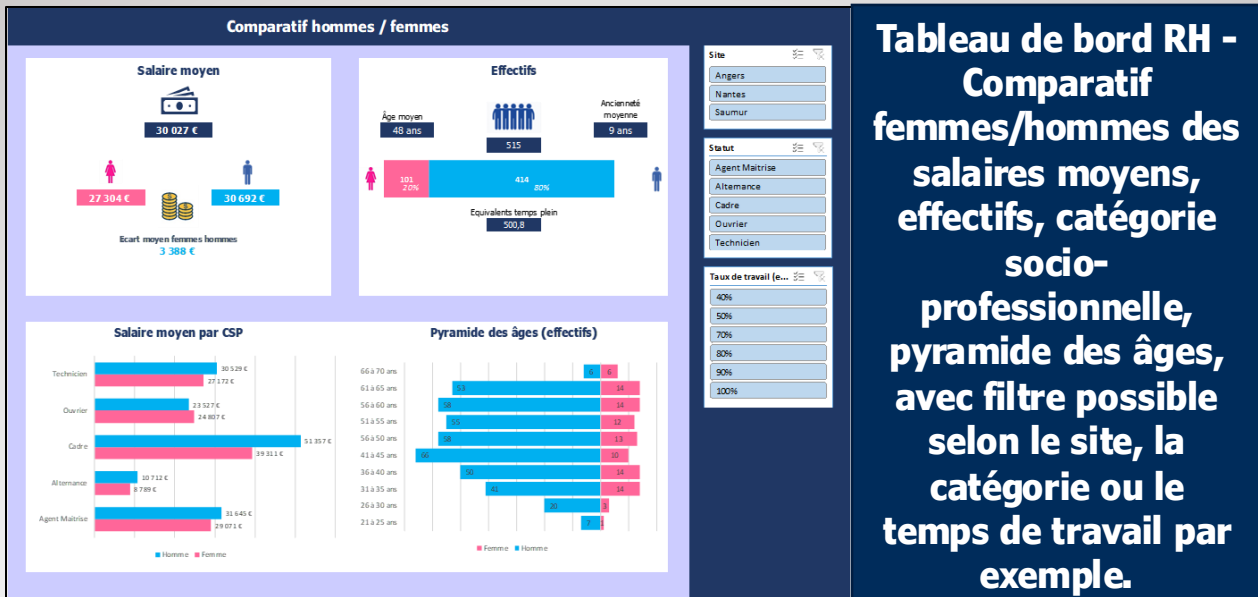 Comparatif hommes / femmes
Salaire moyen
30 027 €
27 304 €
30 692 €
Ecart moyen femmes hommes
3 388 €
Effectifs
Âge moyen
48 ans
515
Ancienneté
moyenne
9 ans
101
20%
414
80%
Equivalents temps plein
500,8
Salaire moyen par CSP
Technicien
30 529 €
27 172 €
Ouvrier
23 527 €
24 807 €
Cadre
51 357 €
39 311 €
Alternance
10 712 €
8 789 €
Agent Maitrise
31 645 €
29 071 €
Homme
Femme
Pyramide des âges (effectifs)
66 à 70 ans 6 6
61 à 65 ans 53 14
56 à 60 ans 58 14
51 à 55 ans 55 12
56 à 50 ans 58 13
41 à 45 ans 66 10
36 à 40 ans 50 14
31 à 35 ans 41 14
26 à 30 ans 20 3
21 à 25 ans 7 1
Femme
Homme
Site
Angers
Nantes
Saumur
Statut
Agent Maitrise
Alternance
Cadre
Ouvrier
Technicien
Taux de travail (e...
40%
50%
70%
80%
90%
100%
Tableau de bord RH -
Comparatif
femmes/hommes des
salaires moyens,
effectifs, catégorie
socio-
professionnelle,
pyramide des âges,
avec filtre possible
selon le site, la
catégorie ou le
temps de travail par
exemple.